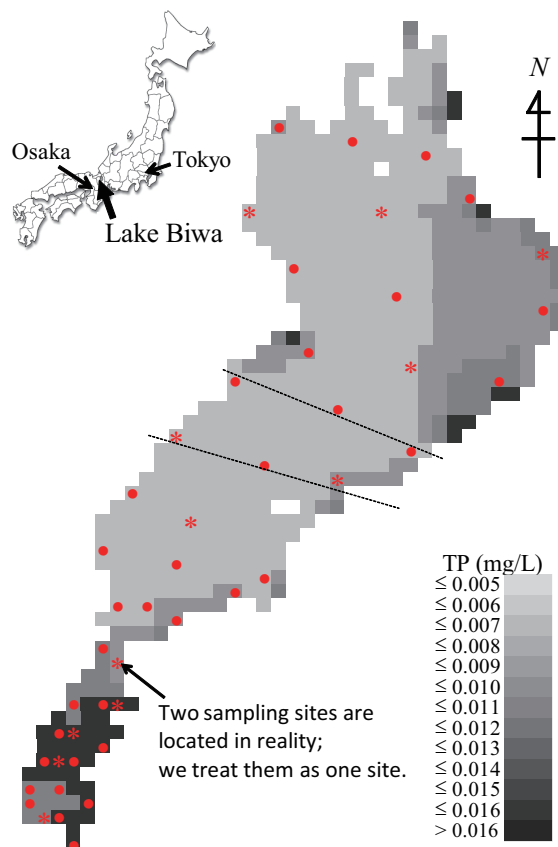 N
Osaka
Tokyo
Lake Biwa
TP (mg/L)
≤ 0.005
≤ 0.006
≤ 0.007
≤ 0.008
≤ 0.009
≤ 0.010
≤ 0.011
≤ 0.012
≤ 0.013
≤ 0.014
≤ 0.015
≤ 0.016
> 0.016
Two sampling sites are
located in reality;
we treat them as one site.